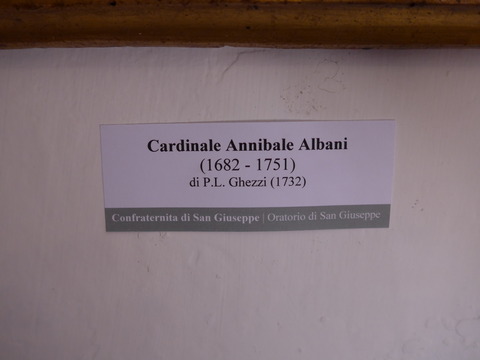 Cardinale Annibale Albani
(1682 - 1751)
di P.L. Ghezzi (1732)
Confraternita di San Giuseppe | Oratorio di San Giuseppe